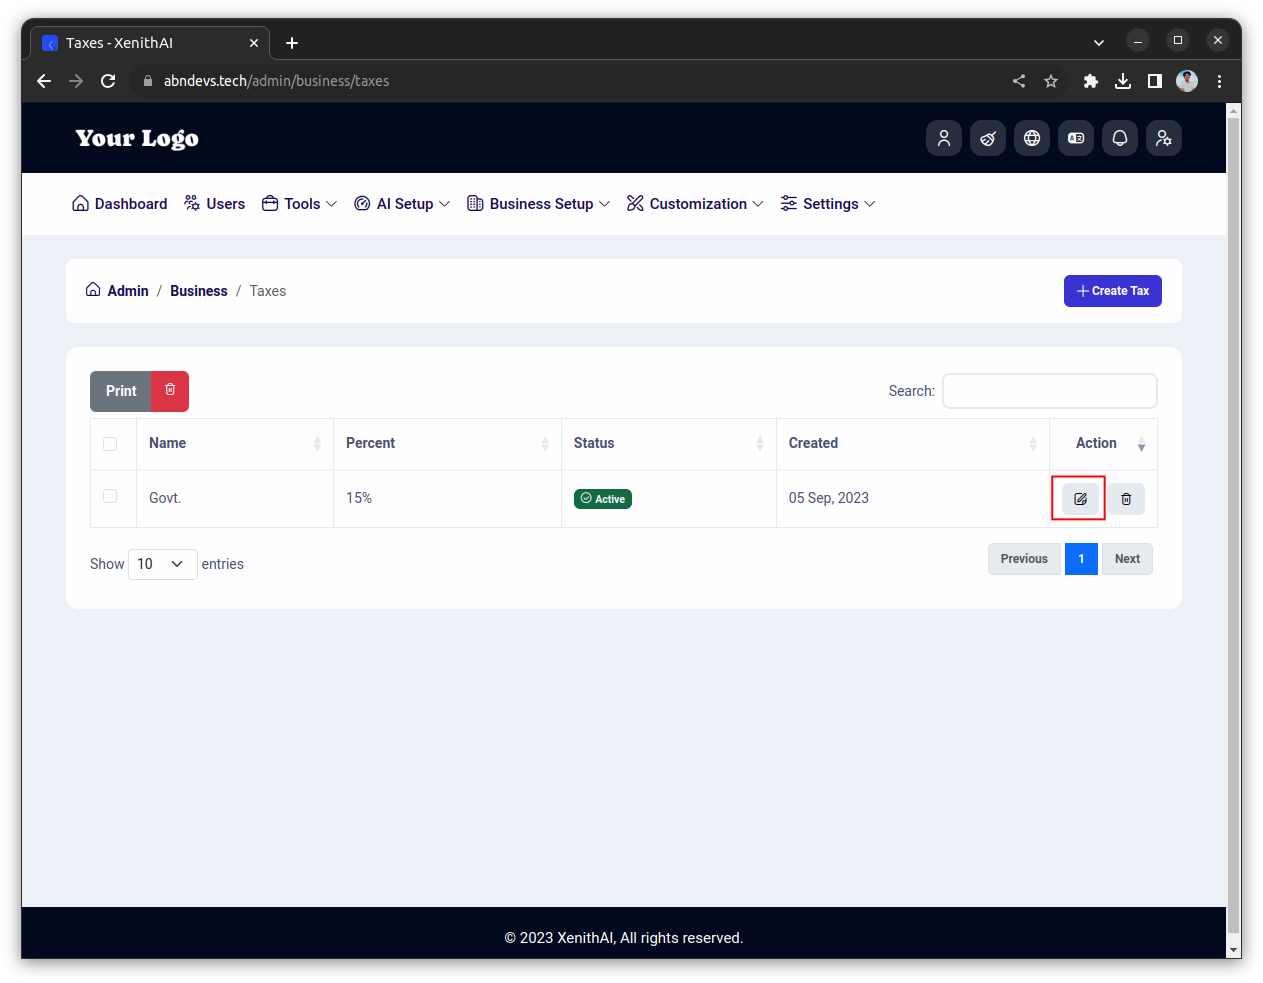 Taxes - XenithAI
abndevs.tech/admin/business/taxes
Your Logo
Dashboard Users Tools AI Setup Business Setup Customization Settings
Admin / Business / Taxes
Create Tax
Print
Search:
Name Percent Status Created Action
Govt. 15% Active 05 Sep, 2023
Show 10 entries
Previous 1 Next
© 2023 XenithAI, All rights reserved.